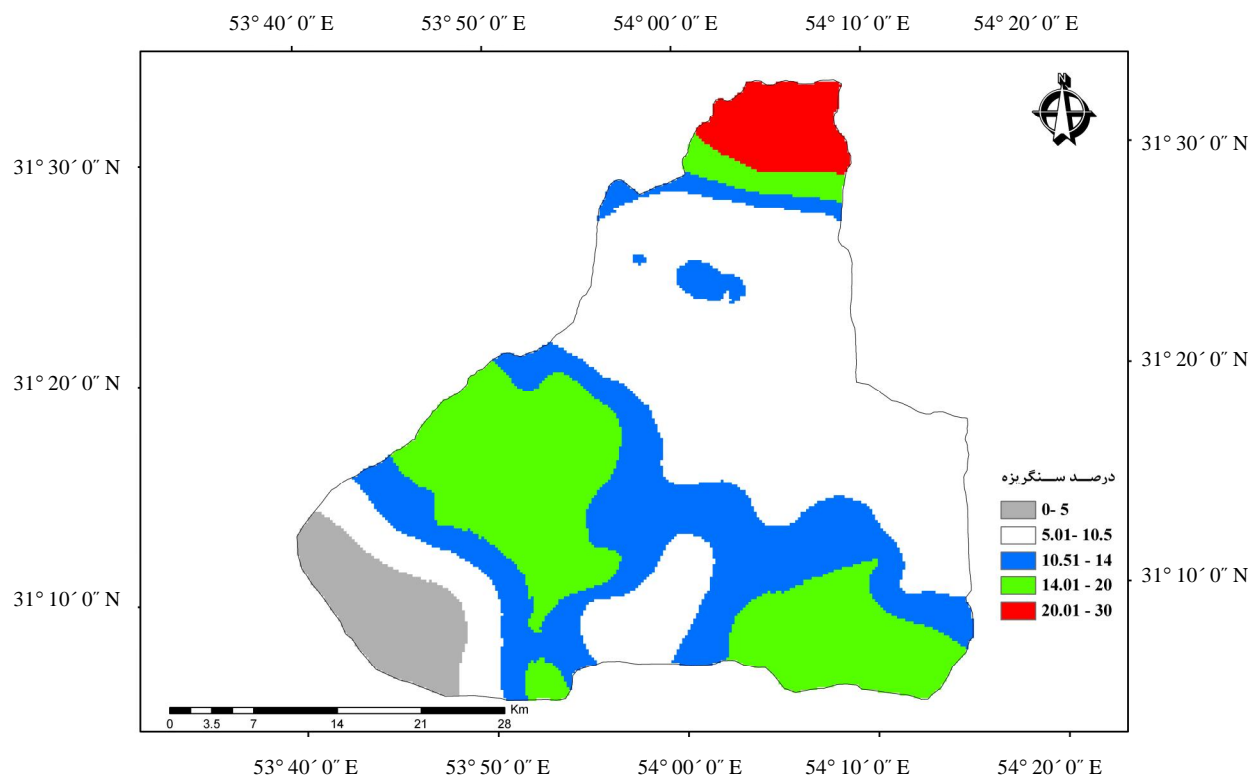 53° 40′ 0″ E 53° 50′ 0″ E 54° 00′ 0″ E 54° 10′ 0″ E 54° 20′ 0″ E
N
31° 30′ 0″ N 31° 30′ 0″ N
31° 20′ 0″ N 31° 20′ 0″ N
درصد سنگریزه
0- 5
5.01- 10.5
10.51 - 14
14.01 - 20
20.01 - 30
31° 10′ 0″ N 31° 10′ 0″ N
Km
0 3.5 7 14 21 28
53° 40′ 0″ E 53° 50′ 0″ E 54° 00′ 0″ E 54° 10′ 0″ E 54° 20′ 0″ E